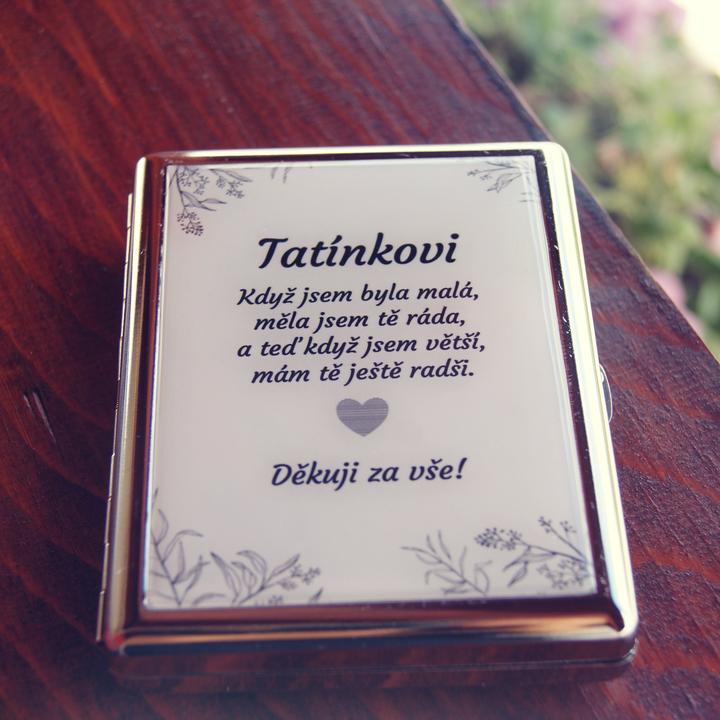 Tatínkovi
Když jsem byla malá,
měla jsem tě ráda,
a teď když jsem větší,
mám tě ještě radši.
Děkuji za vše!